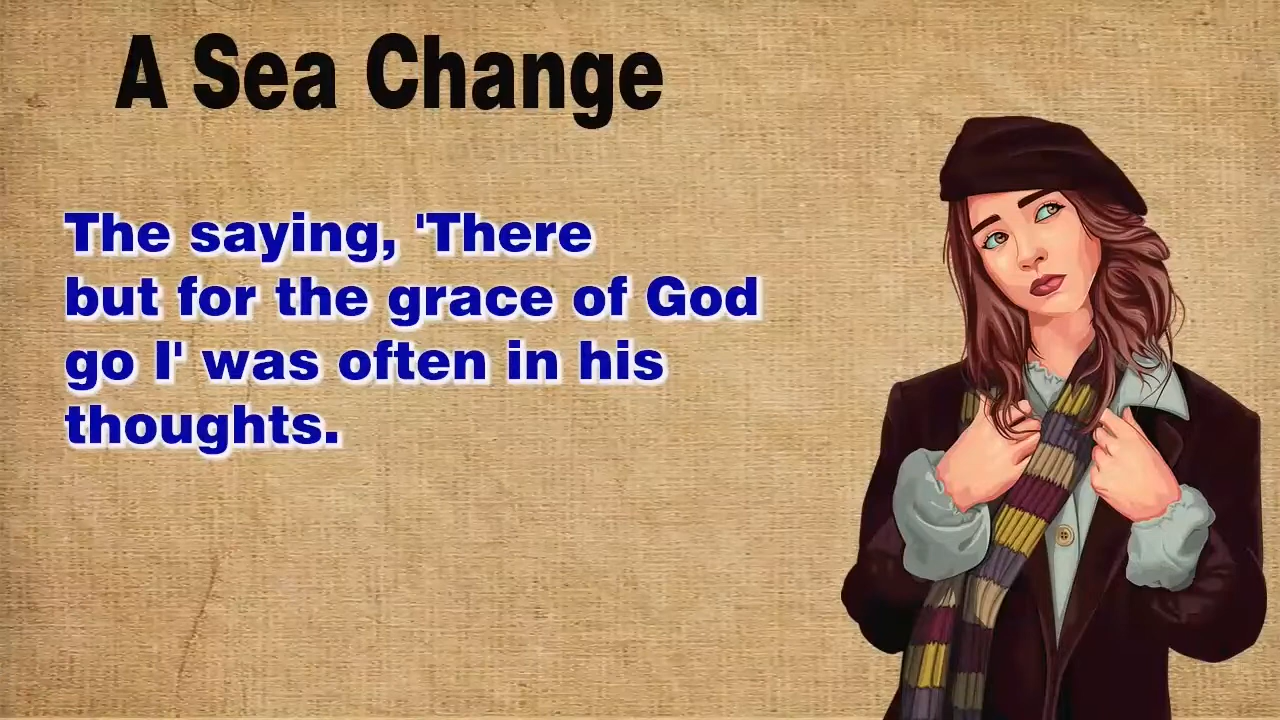 A Sea Change
The saying, 'There
but for the grace of God
go I' was often in his
thoughts.